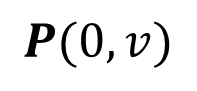 𝑷(0, 𝑣)